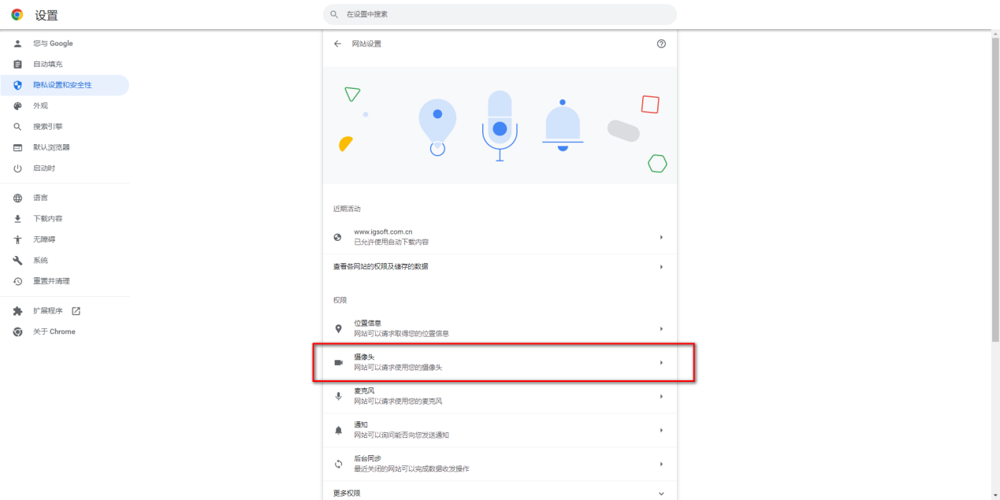 设置
在设置中搜索
您与 Google
自动填充
隐私设置和安全性
外观
搜索引擎
默认浏览器
启动时
语言
下载内容
无障碍
系统
重置并清理
扩展程序
关于 Chrome
网站设置
近期活动
www.igsoft.com.cn
已允许使用自动下载内容
查看各网站的权限及储存的数据
权限
位置信息
网站可以请求取得您的位置信息
摄像头
网站可以请求使用您的摄像头
麦克风
网站可以请求使用您的麦克风
通知
网站可以询问能否向您发送通知
后台同步
最近关闭的网站可以完成数据收发操作
更多权限